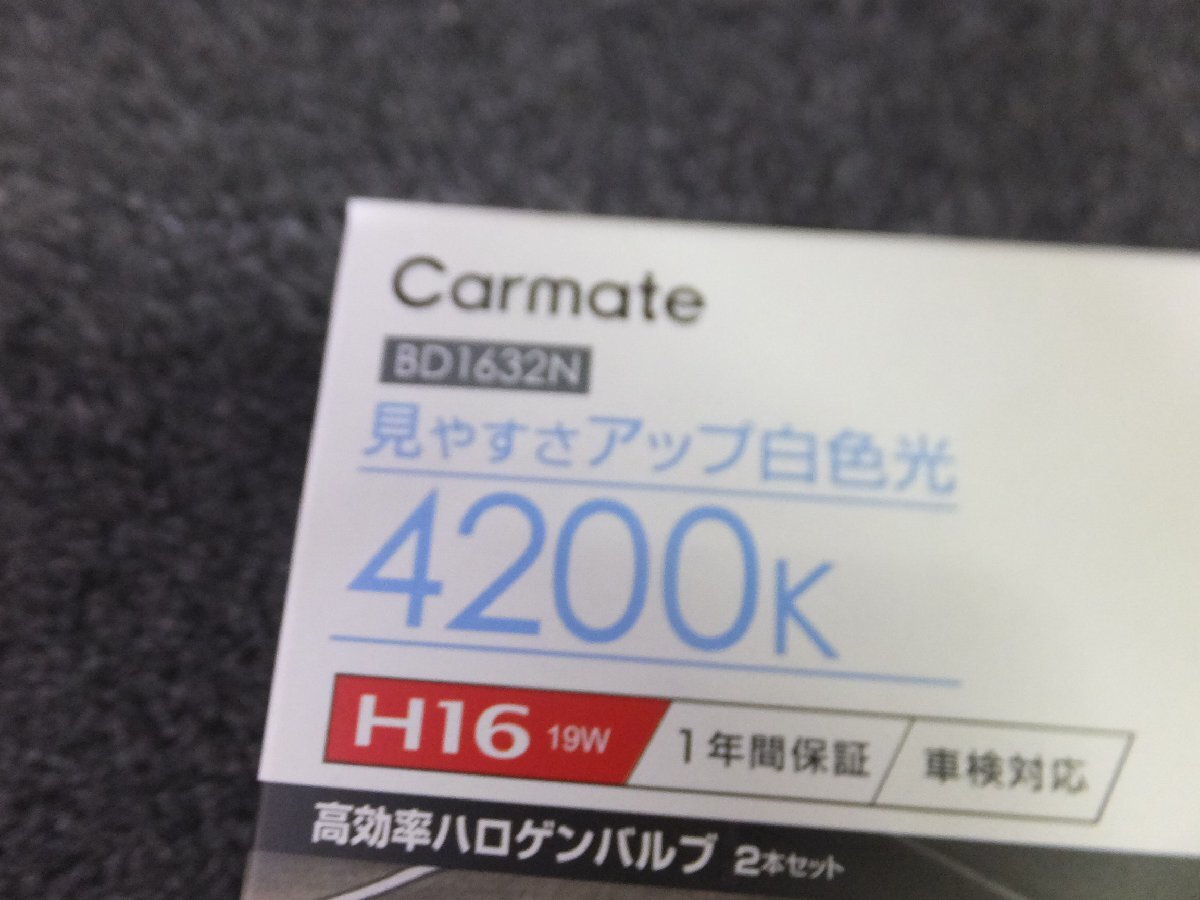 Carmate
BD1632N
見やすさアップ白色光
4200K
H16 19W 1年間保証 車検対応
高効率ハロゲンバルブ 2本セット